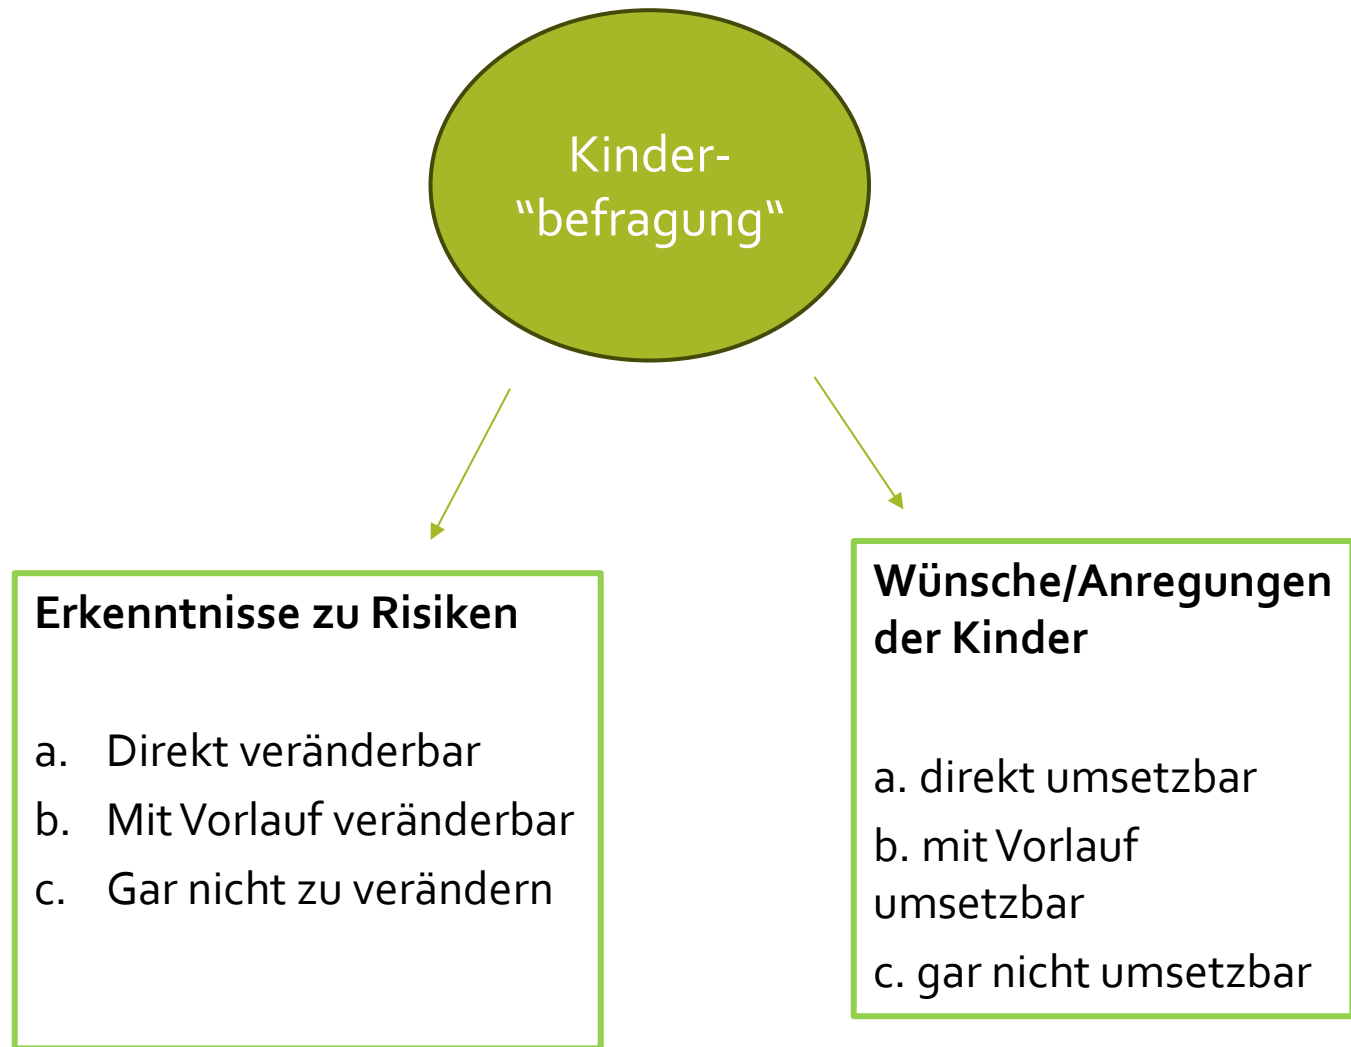 Kinder-
“befragung“
Erkenntnisse zu Risiken
a. Direkt veränderbar
b. Mit Vorlauf veränderbar
c. Gar nicht zu verändern
Wünsche/Anregungen
der Kinder
a. direkt umsetzbar
b. mit Vorlauf
umsetzbar
c. gar nicht umsetzbar